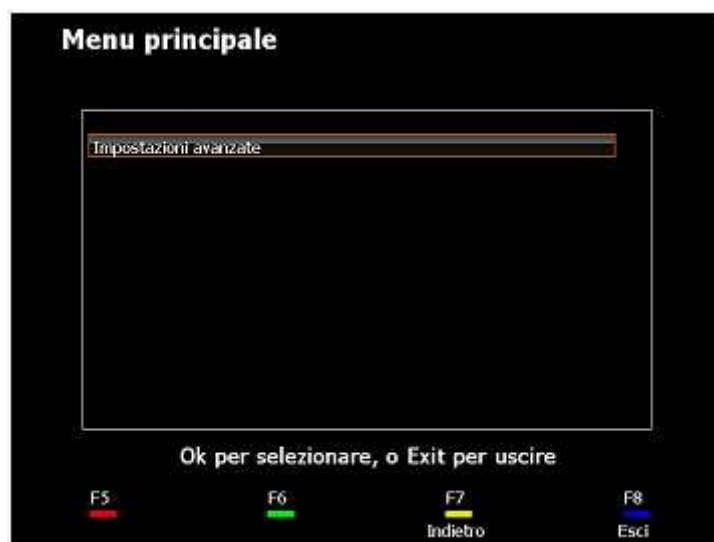 Menu principale
Impostazioni avanzate
Ok per selezionare, o Exit per uscire
F5 F6 F7 F8
Indietro Esci